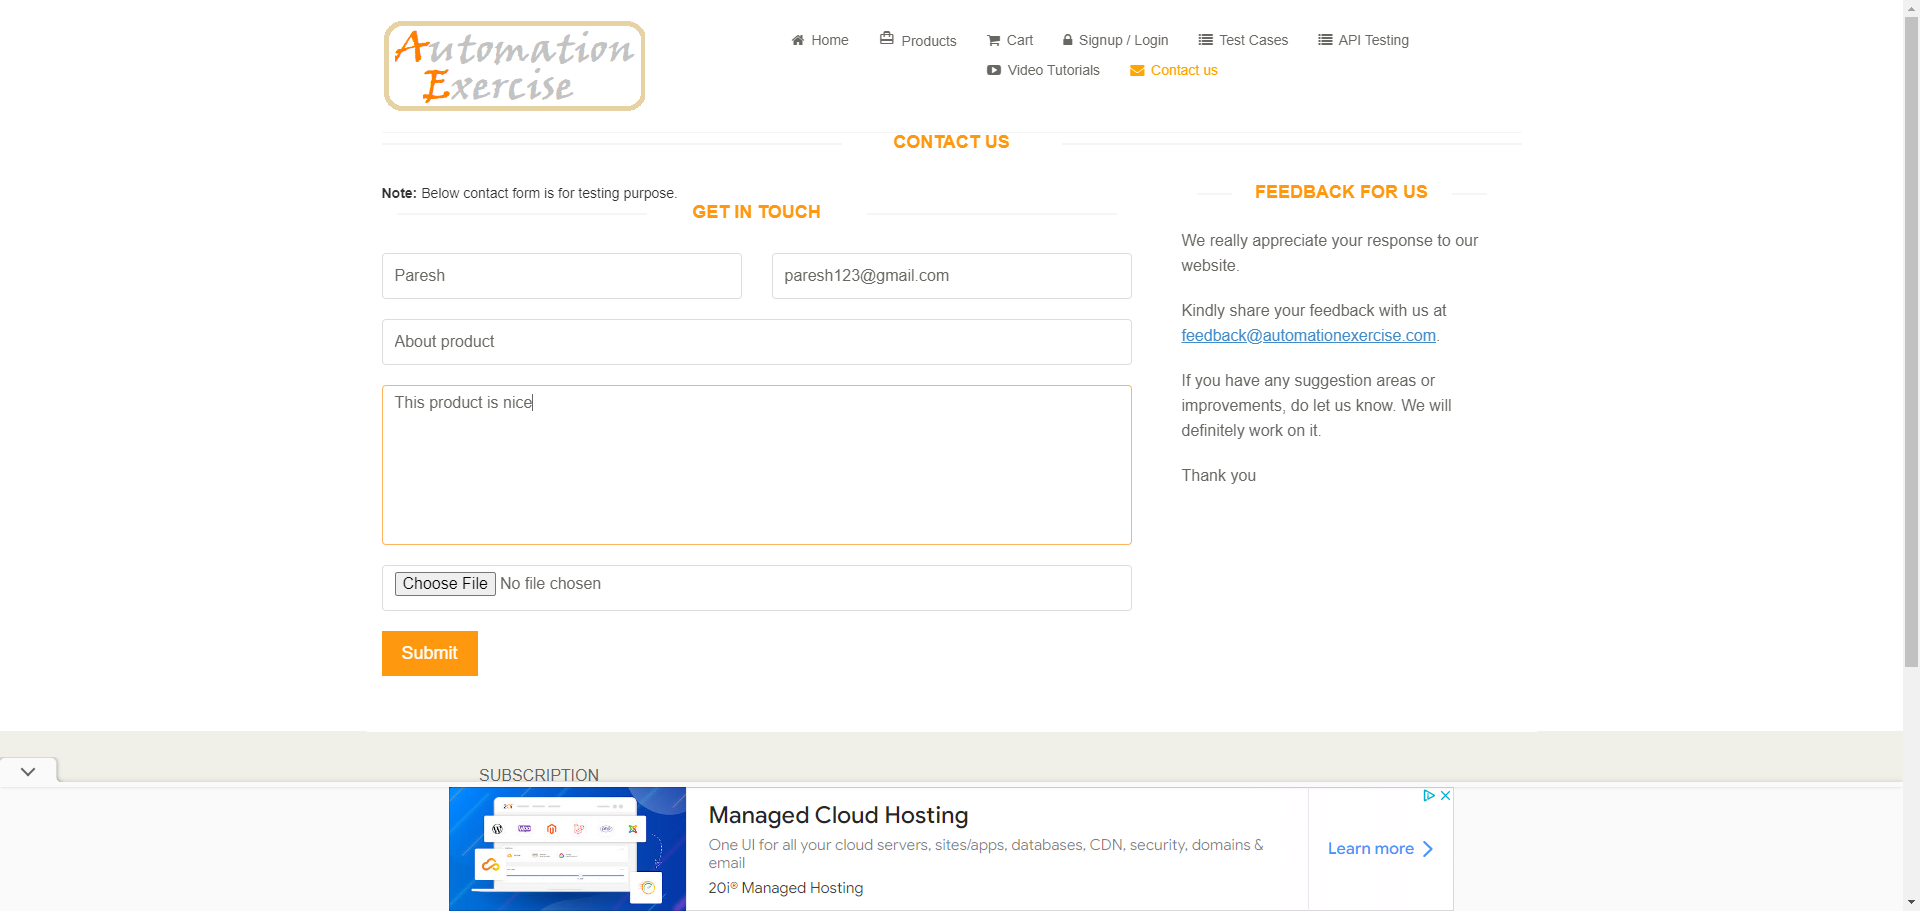 Automation
Exercise
Home
Products
Cart
Signup / Login
Test Cases
API Testing
Video Tutorials
Contact us
CONTACT US
Note: Below contact form is for testing purpose.
GET IN TOUCH
Paresh
paresh123@gmail.com
About product
This product is nice
Choose File No file chosen
Submit
FEEDBACK FOR US
We really appreciate your response to our
website.
Kindly share your feedback with us at
feedback@automationexercise.com.
If you have any suggestion areas or
improvements, do let us know. We will
definitely work on it.
Thank you
SUBSCRIPTION
Managed Cloud Hosting
One UI for all your cloud servers, sites/apps, databases, CDN, security, domains &
email
20i® Managed Hosting
Learn more